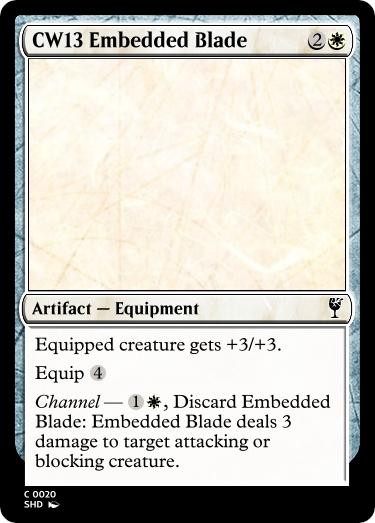 CW13 Embedded Blade 2
Artifact — Equipment
Equipped creature gets +3/+3.
Equip 4
Channel — 1, Discard Embedded
Blade: Embedded Blade deals 3
damage to target attacking or
blocking creature.
C 0020
SHD